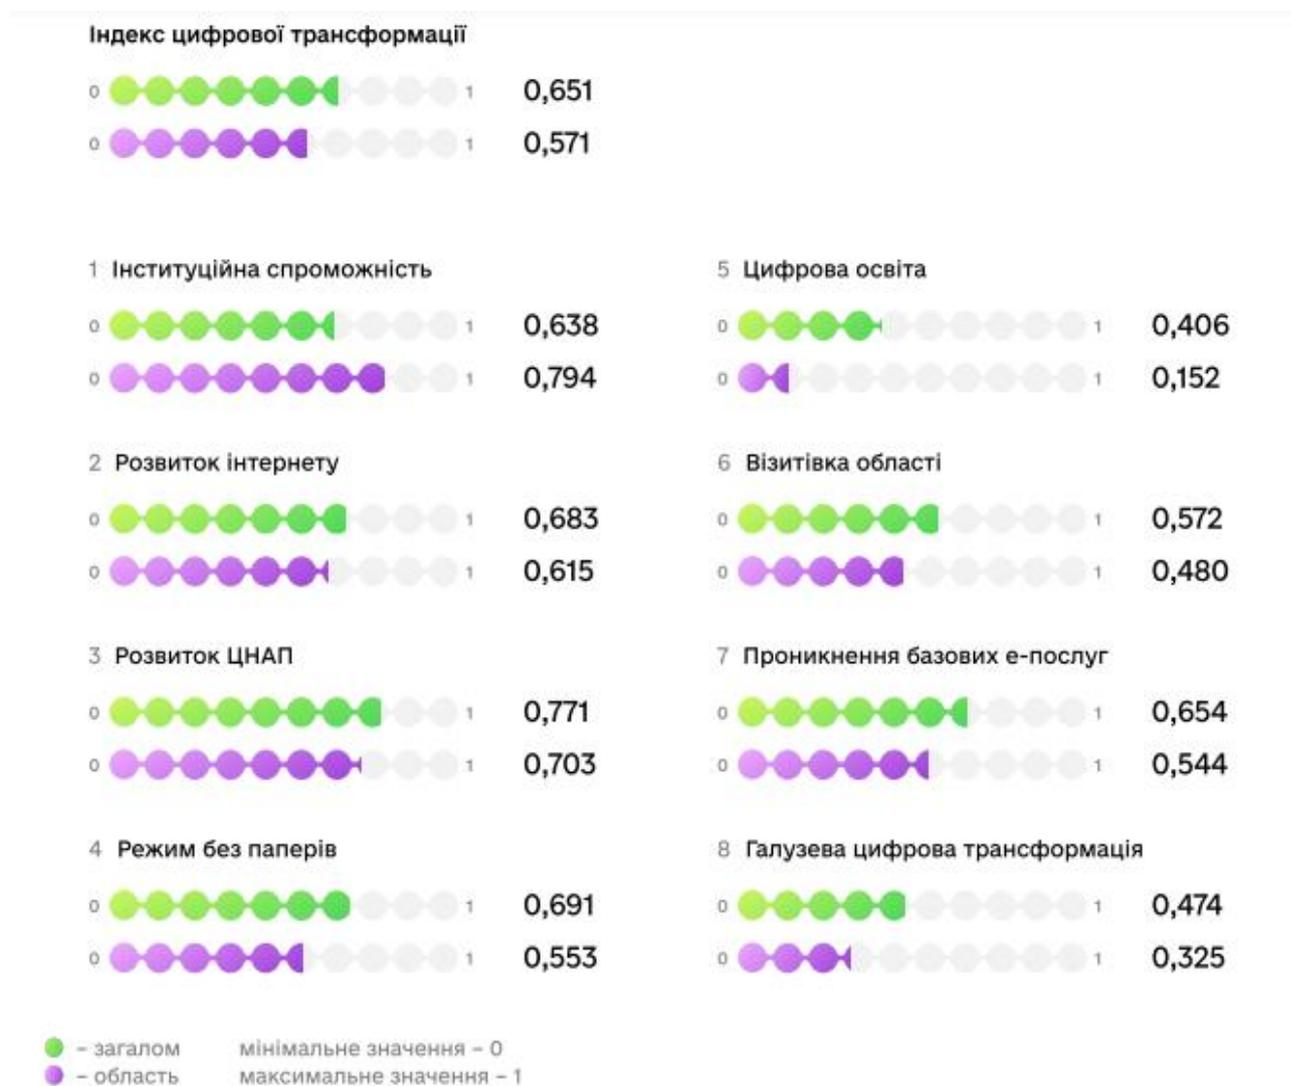 Індекс цифрової трансформації
0 1 0,651
0 1 0,571
1 Інституційна спроможність
0 1 0,638
0 1 0,794
2 Розвиток інтернету
0 1 0,683
0 1 0,615
3 Розвиток ЦНАП
0 1 0,771
0 1 0,703
4 Режим без паперів
0 1 0,691
0 1 0,553
5 Цифрова освіта
0 1 0,406
0 1 0,152
6 Візитівка області
0 1 0,572
0 1 0,480
7 Проникнення базових е-послуг
0 1 0,654
0 1 0,544
8 Галузева цифрова трансформація
0 1 0,474
0 1 0,325
– загалом
– область
мінімальне значення – 0
максимальне значення – 1